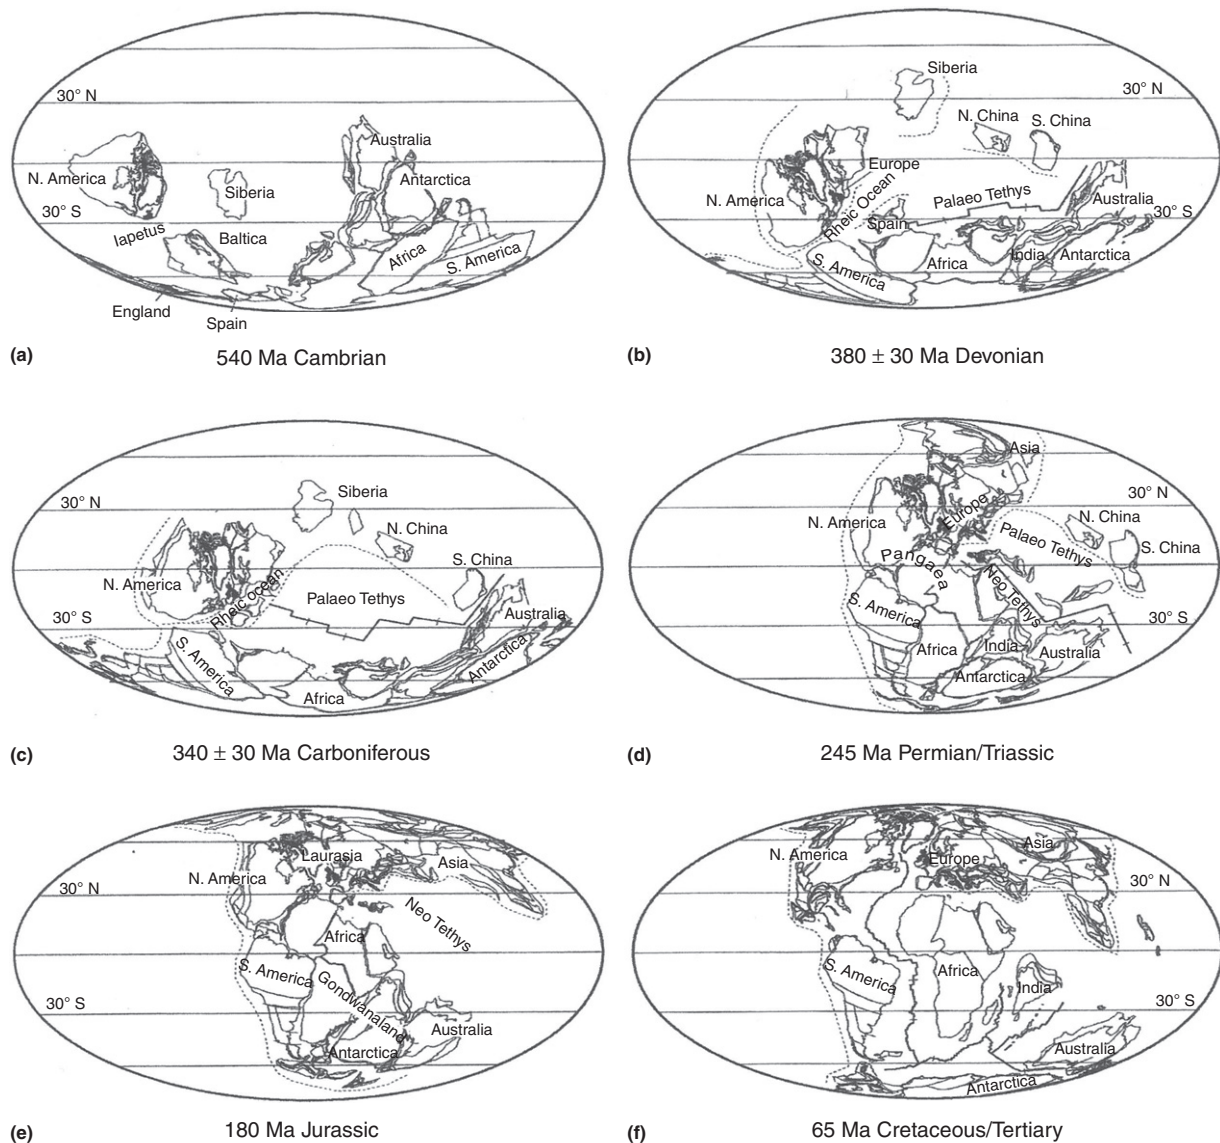 30° N
Australia
N. America
Siberia
Antarctica
30° S
Iapetus
Baltica
Africa
S. America
England
Spain
(a)
540 Ma Cambrian
Siberia
30° N
N. China
S. China
Europe
N. America
Rheic Ocean
Palaeo Tethys
Australia
Spain
30° S
S. America
Africa
India
Antarctica
(b)
380 ± 30 Ma Devonian
Siberia
30° N
N. China
S. China
N. America
Rheic ocean
Palaeo Tethys
Australia
30° S
S. America
Africa
Antarctica
(c)
340 ± 30 Ma Carboniferous
Asia
30° N
N. America
Europe
N. China
Palaeo Tethys
S. China
Pangaea
Neo Tethys
S. America
30° S
Africa
India
Australia
Antarctica
(d)
245 Ma Permian/Triassic
Laurasia
Asia
N. America
30° N
Neo Tethys
Africa
S. America
Gondwanaland
30° S
Australia
Antarctica
(e)
180 Ma Jurassic
N. America
Europe
Asia
30° N
S. America
Africa
India
30° S
Australia
Antarctica
(f)
65 Ma Cretaceous/Tertiary